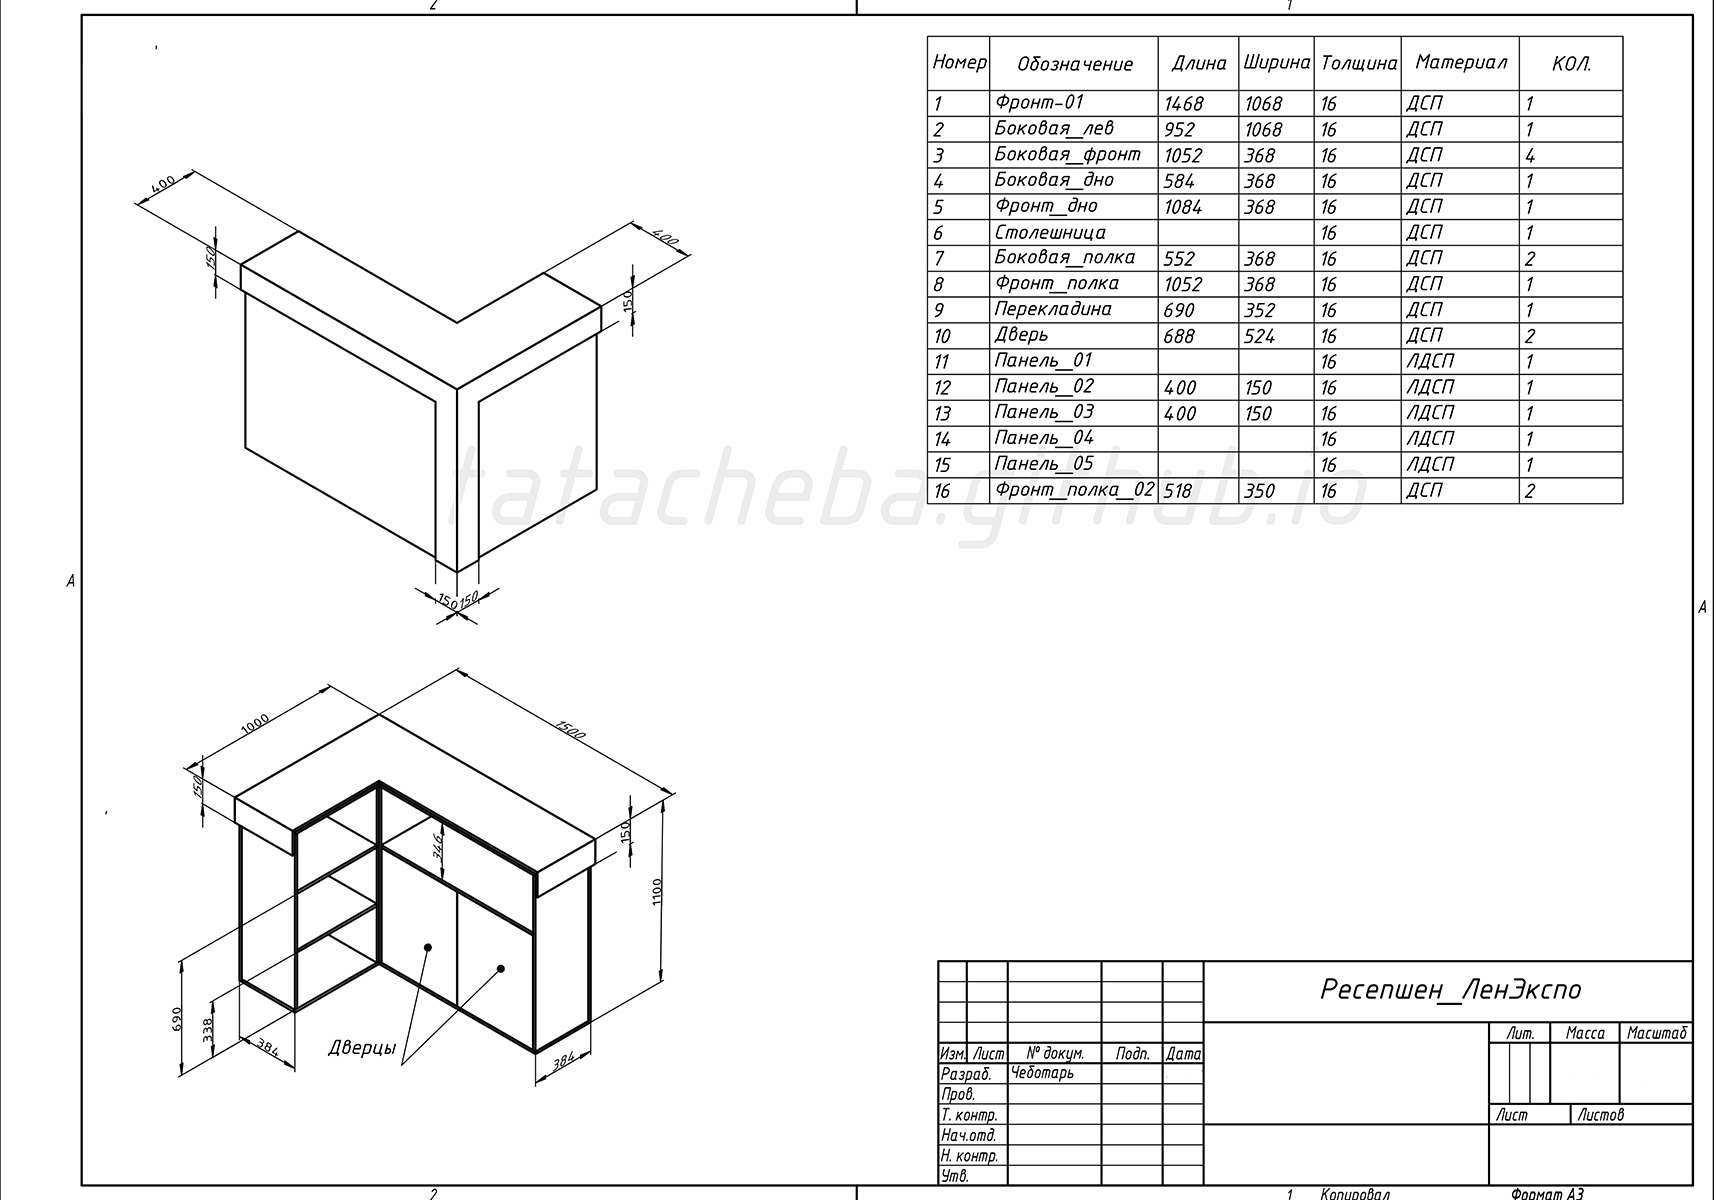 2 1
Номер Обозначение Длина Ширина Толщина Материал КОЛ.
1 Фронт-01 1468 1068 16 ДСП 1
2 Боковая_лев 952 1068 16 ДСП 1
3 Боковая_фронт 1052 368 16 ДСП 4
4 Боковая_дно 584 368 16 ДСП 1
5 Фронт_дно 1084 368 16 ДСП 1
6 Столешница 16 ДСП 1
7 Боковая_полка 552 368 16 ДСП 2
8 Фронт_полка 1052 368 16 ДСП 1
9 Перекладина 690 352 16 ДСП 1
10 Дверь 688 524 16 ДСП 2
11 Панель_01 16 ЛДСП 1
12 Панель_02 400 150 16 ЛДСП 1
13 Панель_03 400 150 16 ЛДСП 1
14 Панель_04 16 ЛДСП 1
15 Панель_05 16 ЛДСП 1
16 Фронт_полка_02 518 350 16 ДСП 2
400
400
150
150
tatacheba.github.io
А
А
150 150
1000
1500
150
150
346
1100
690
338
384
384
Дверцы
Ресепшен_ЛенЭкспо
Лит. Масса Масштаб
Изм. Лист № докум. Подп. Дата
Разраб. Чеботарь
Пров.
Т. контр.
Лист Листов
Нач.отд.
Н. контр.
Утв.
2 1 Копировал Формат А3